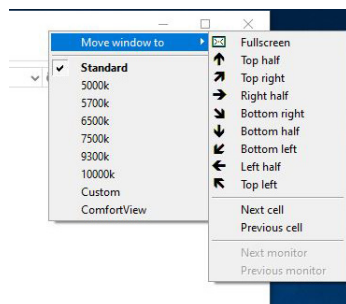 Move window to
Standard
5000k
5700k
6500k
7500k
9300k
10000k
Custom
ComfortView
Fullscreen
Top half
Top right
Right half
Bottom right
Bottom half
Bottom left
Left half
Top left
Next cell
Previous cell
Next monitor
Previous monitor